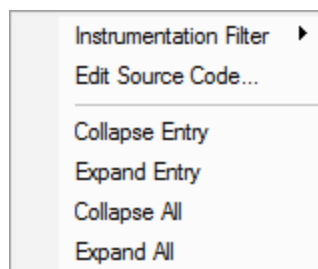 Instrumentation Filter
Edit Source Code...
Collapse Entry
Expand Entry
Collapse All
Expand All